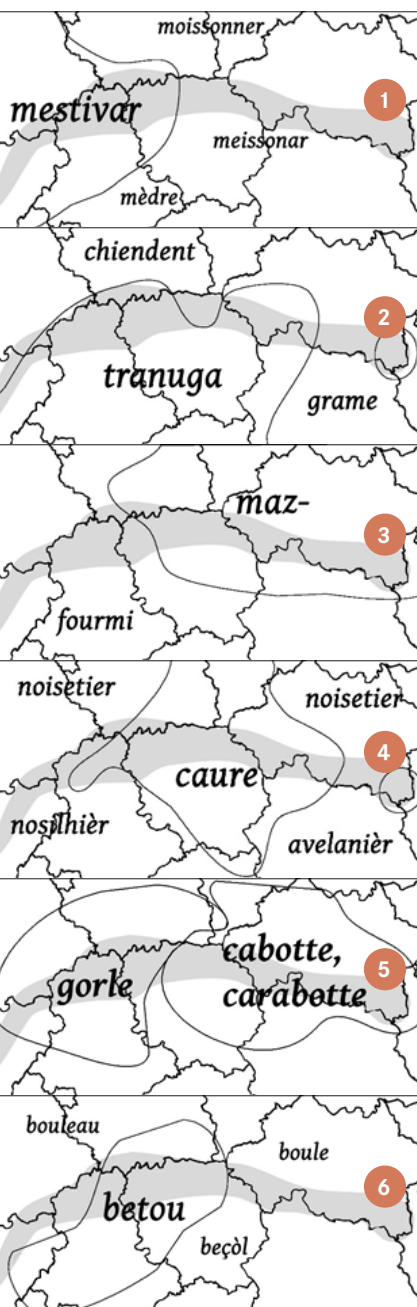 moissonner
1
mestivar
meissonar
mèdre
chiendent
2
tranuga
grame
maz-
3
fourmi
noisetier
noisetier
4
caure
nosilhièr
avelanièr
cabotte,
5
gorle
carabotte
bouleau
boule
6
betou
beçòl